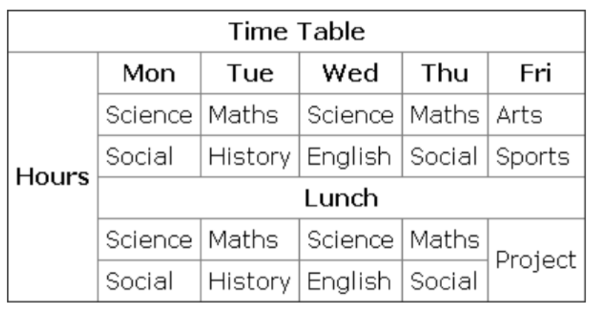 Time Table
Mon Tue Wed Thu Fri
Science Maths Science Maths Arts
Social History English Social Sports
Hours
Lunch
Science Maths Science Maths
Project
Social History English Social